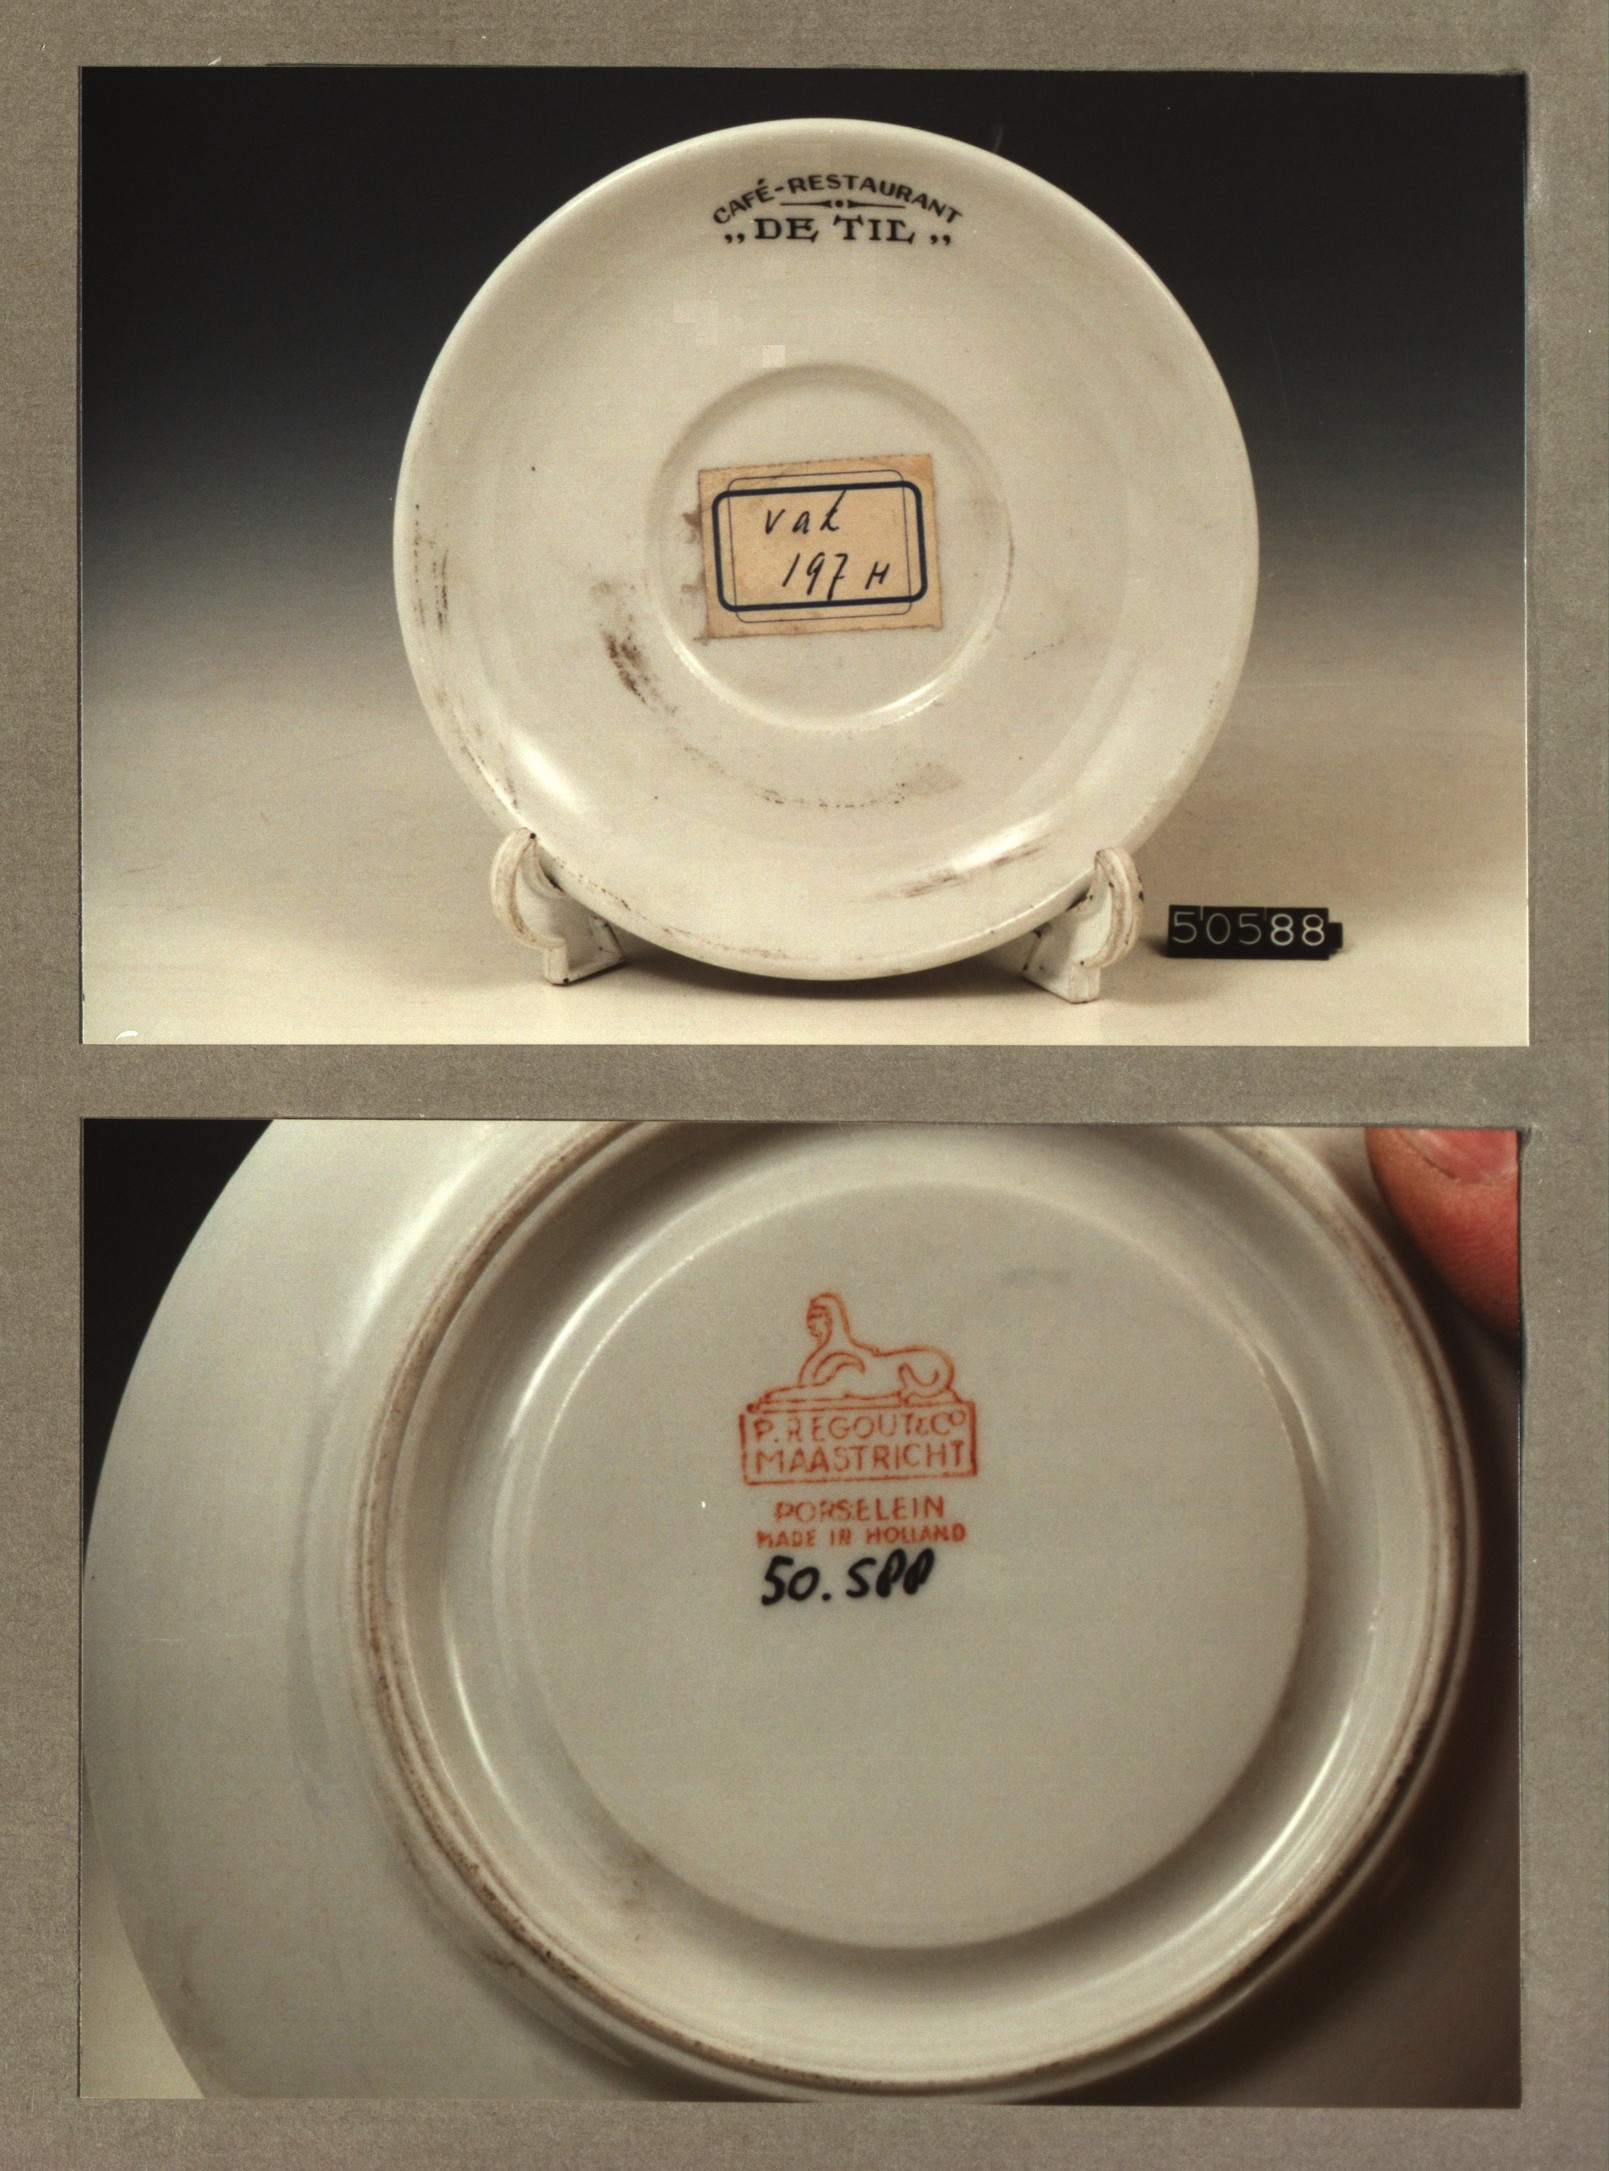 CAFÉ-RESTAURANT
„DE TIL„
vak
197 H
50588
P. REGOUT & Co
MAASTRICHT
PORSELEIN
MADE IN HOLLAND
50.588